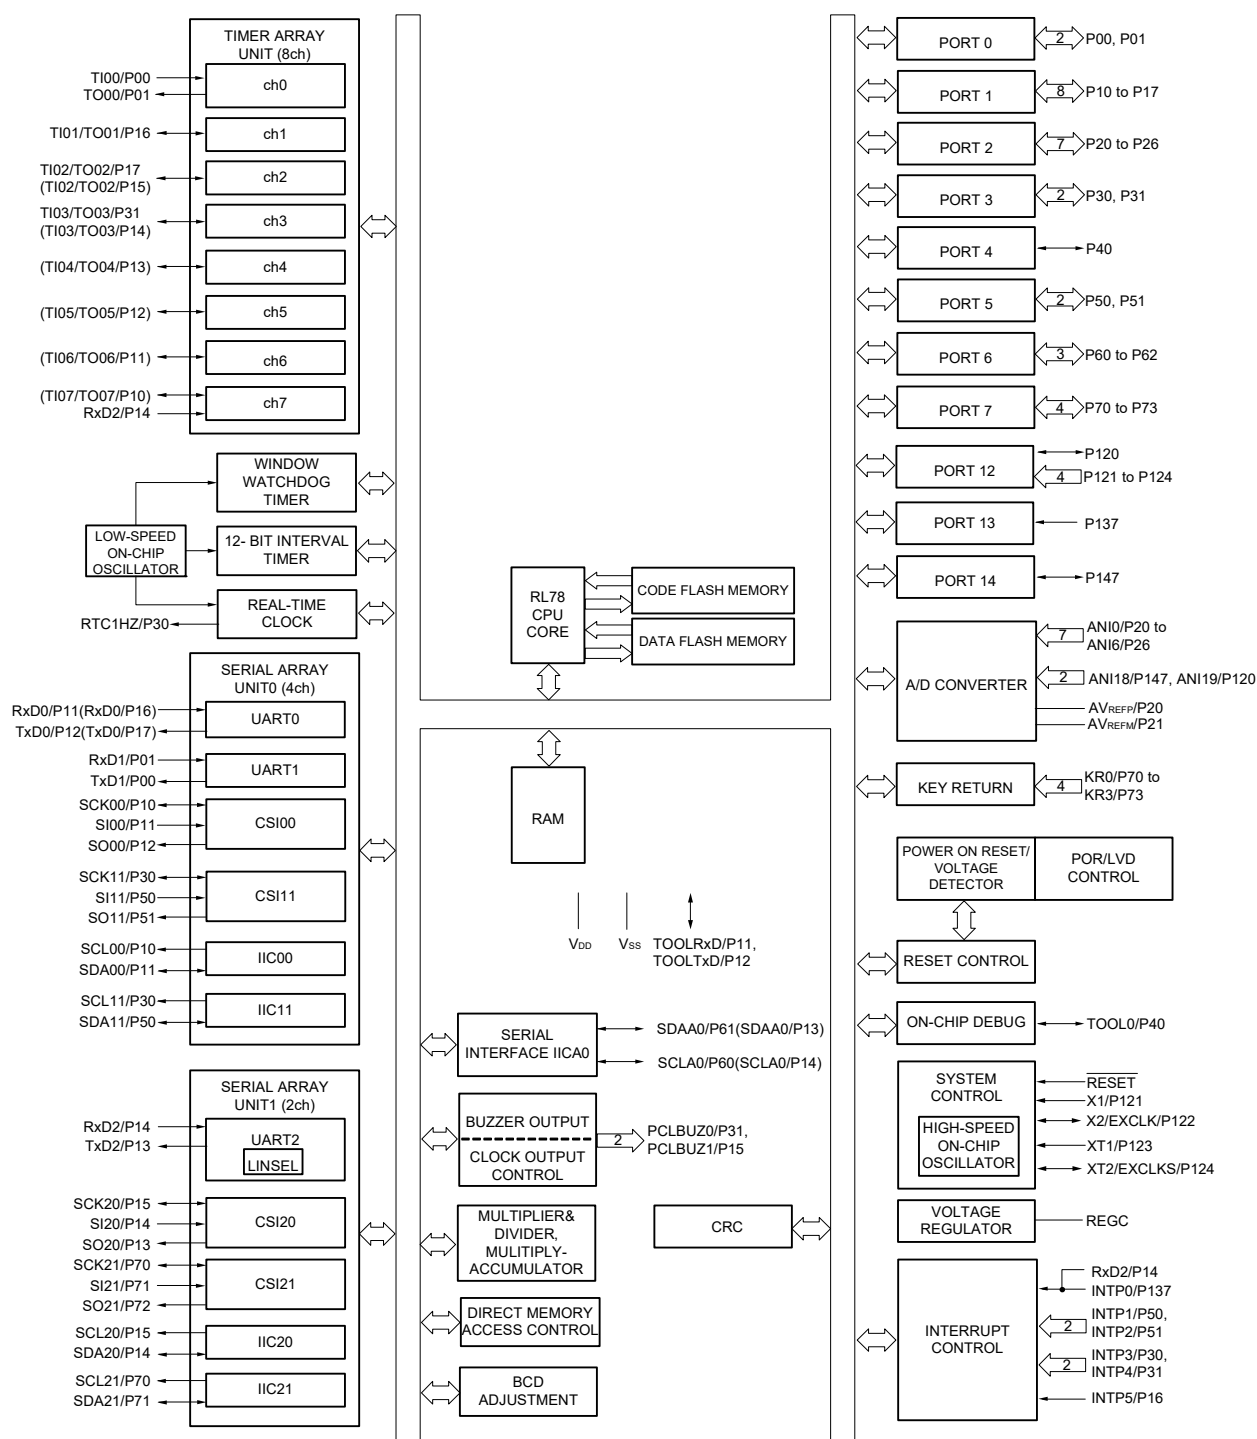 TIMER ARRAY
UNIT (8ch)
TI00/P00
TO00/P01
ch0
TI01/TO01/P16
ch1
TI02/TO02/P17
(TI02/TO02/P15)
ch2
TI03/TO03/P31
(TI03/TO03/P14)
ch3
(TI04/TO04/P13)
ch4
(TI05/TO05/P12)
ch5
(TI06/TO06/P11)
ch6
(TI07/TO07/P10)
RxD2/P14
ch7
WINDOW
WATCHDOG
TIMER
LOW-SPEED
ON-CHIP
OSCILLATOR
12- BIT INTERVAL
TIMER
REAL-TIME
CLOCK
RTC1HZ/P30
SERIAL ARRAY
UNIT0 (4ch)
RxD0/P11(RxD0/P16)
TxD0/P12(TxD0/P17)
UART0
RxD1/P01
TxD1/P00
UART1
SCK00/P10
SI00/P11
SO00/P12
CSI00
SCK11/P30
SI11/P50
SO11/P51
CSI11
SCL00/P10
SDA00/P11
IIC00
SCL11/P30
SDA11/P50
IIC11
SERIAL ARRAY
UNIT1 (2ch)
RxD2/P14
TxD2/P13
UART2
LINSEL
SCK20/P15
SI20/P14
SO20/P13
CSI20
SCK21/P70
SI21/P71
SO21/P72
CSI21
SCL20/P15
SDA20/P14
IIC20
SCL21/P70
SDA21/P71
IIC21
RL78
CPU
CORE
CODE FLASH MEMORY
DATA FLASH MEMORY
RAM
VDD
VSS
TOOLRxD/P11,
TOOLTxD/P12
SERIAL
INTERFACE IICA0
SDAA0/P61(SDAA0/P13)
SCLA0/P60(SCLA0/P14)
BUZZER OUTPUT
CLOCK OUTPUT
CONTROL
2
PCLBUZ0/P31,
PCLBUZ1/P15
MULTIPLIER&
DIVIDER,
MULITIPLY-
ACCUMULATOR
CRC
DIRECT MEMORY
ACCESS CONTROL
BCD
ADJUSTMENT
PORT 0
2
P00, P01
PORT 1
8
P10 to P17
PORT 2
7
P20 to P26
PORT 3
2
P30, P31
PORT 4
P40
PORT 5
2
P50, P51
PORT 6
3
P60 to P62
PORT 7
4
P70 to P73
PORT 12
P120
4
P121 to P124
PORT 13
P137
PORT 14
P147
A/D CONVERTER
7
ANI0/P20 to
ANI6/P26
2
ANI18/P147, ANI19/P120
AVREFP/P20
AVREFM/P21
KEY RETURN
4
KR0/P70 to
KR3/P73
POWER ON RESET/
VOLTAGE
DETECTOR
POR/LVD
CONTROL
RESET CONTROL
ON-CHIP DEBUG
TOOL0/P40
SYSTEM
CONTROL
HIGH-SPEED
ON-CHIP
OSCILLATOR
RESET
X1/P121
X2/EXCLK/P122
XT1/P123
XT2/EXCLKS/P124
VOLTAGE
REGULATOR
REGC
INTERRUPT
CONTROL
RxD2/P14
INTP0/P137
2
INTP1/P50,
INTP2/P51
2
INTP3/P30,
INTP4/P31
INTP5/P16